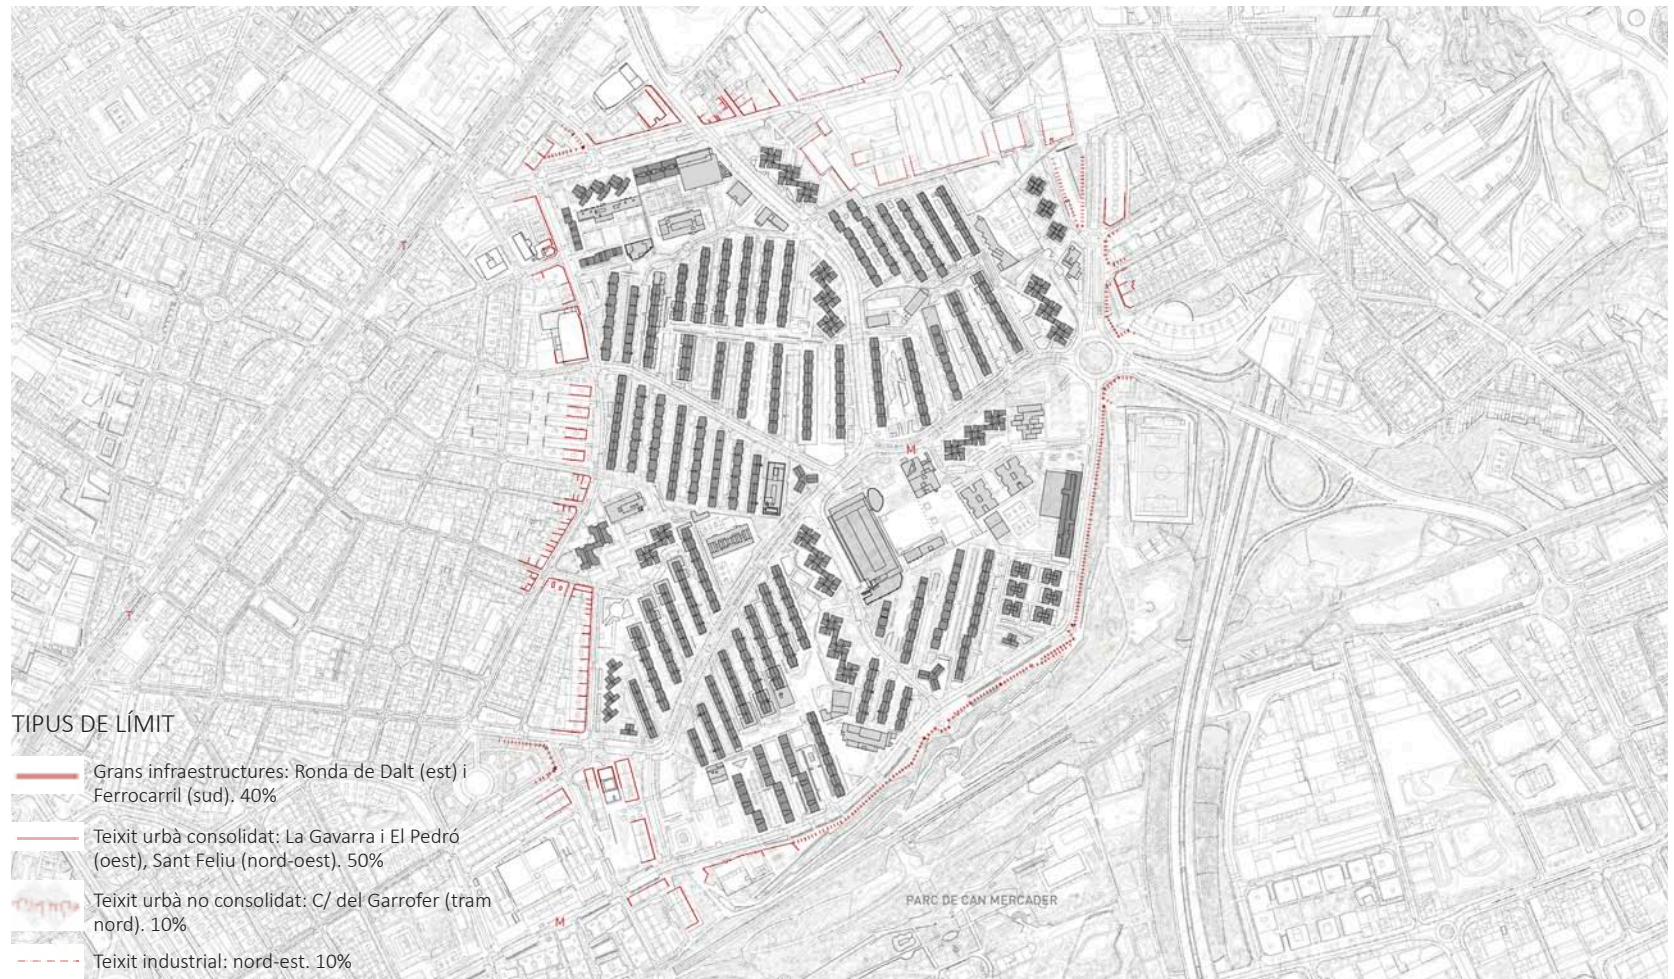 T
M
T
TIPUS DE LÍMIT
Grans infraestructures: Ronda de Dalt (est) i
Ferrocarril (sud). 40%
Teixit urbà consolidat: La Gavarra i El Pedró
(oest), Sant Feliu (nord-oest). 50%
Teixit urbà no consolidat: C/ del Garrofer (tram
nord). 10%
Teixit industrial: nord-est. 10%
PARC DE CAN MERCADER
M